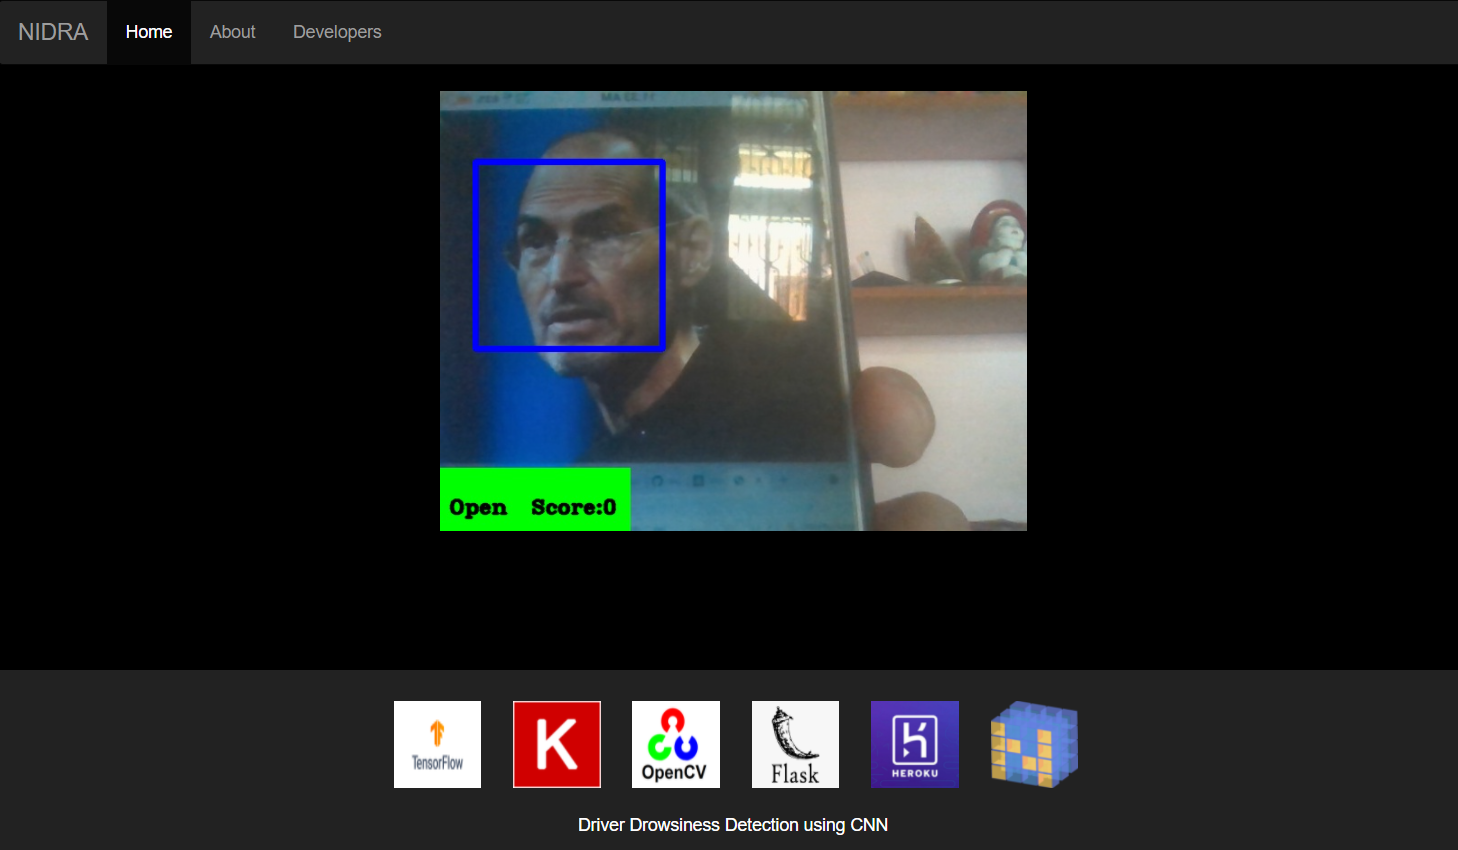 NIDRA Home About Developers
Open Score:0
TensorFlow
K
OpenCV
Flask
HEROKU
Driver Drowsiness Detection using CNN